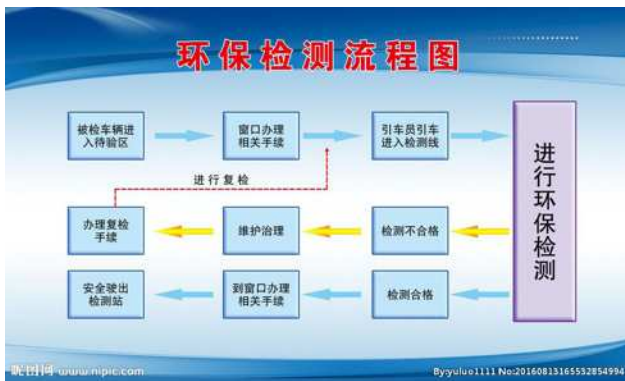 环保检测流程图
被检车辆进
入待验区
窗口办理
相关手续
引车员引车
进入检测线
进行环保检测
进行复检
办理复检
手续
维护治理
检测不合格
安全驶出
检测站
到窗口办理
相关手续
检测合格
昵图网 www.nipic.com
By:yuluo1111 No:20160813165532854994